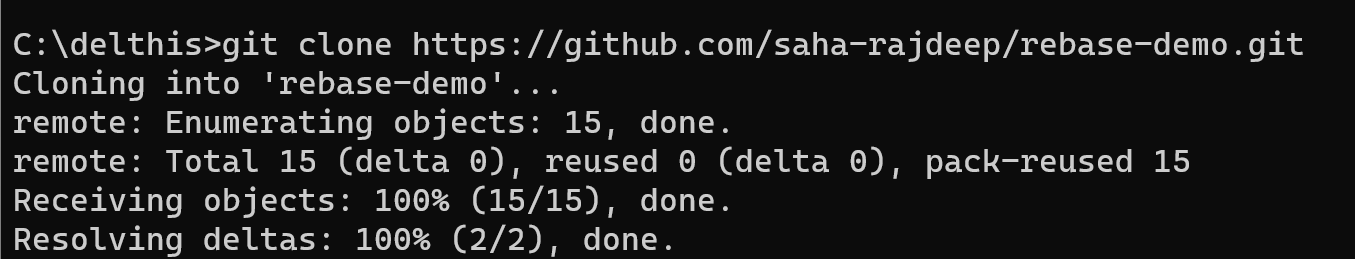 C:\delthis>git clone https://github.com/saha-rajdeep/rebase-demo.git
Cloning into 'rebase-demo'...
remote: Enumerating objects: 15, done.
remote: Total 15 (delta 0), reused 0 (delta 0), pack-reused 15
Receiving objects: 100% (15/15), done.
Resolving deltas: 100% (2/2), done.